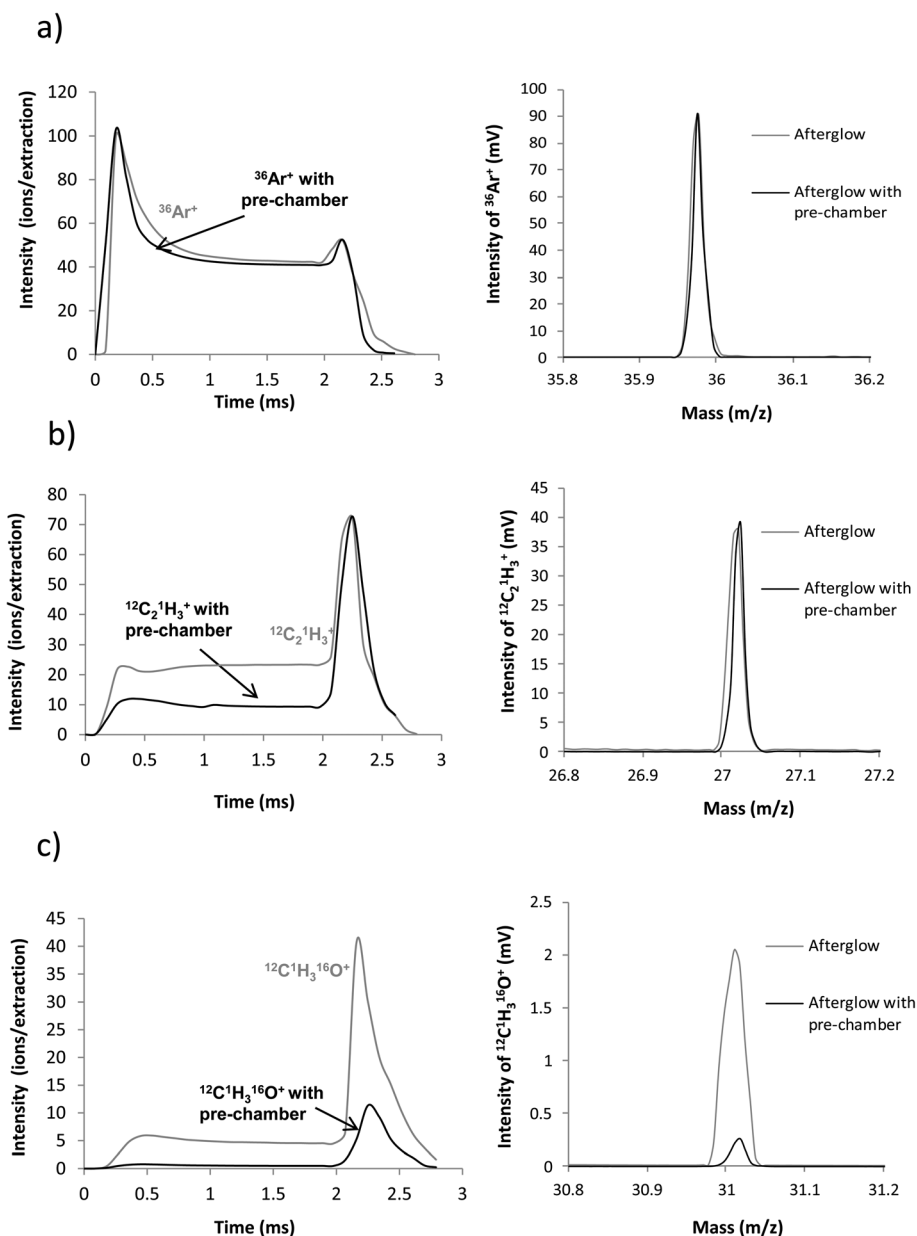 a)
Intensity (ions/extraction)
120
100
80
60
40
20
0
0
0.5
1
1.5
2
2.5
3
Time (ms)
³⁶Ar⁺
³⁶Ar⁺ with
pre-chamber
Intensity of ³⁶Ar⁺ (mV)
100
90
80
70
60
50
40
30
20
10
0
35.8
35.9
36
36.1
36.2
Mass (m/z)
Afterglow
Afterglow with
pre-chamber
b)
Intensity (ions/extraction)
80
70
60
50
40
30
20
10
0
0
0.5
1
1.5
2
2.5
3
Time (ms)
¹²C₂¹H₃⁺ with
pre-chamber
¹²C₂¹H₃⁺
Intensity of ¹²C₂¹H₃⁺ (mV)
45
40
35
30
25
20
15
10
5
0
26.8
26.9
27
27.1
27.2
Mass (m/z)
Afterglow
Afterglow with
pre-chamber
c)
Intensity (ions/extraction)
45
40
35
30
25
20
15
10
5
0
0
0.5
1
1.5
2
2.5
3
Time (ms)
¹²C¹H₃¹⁶O⁺
¹²C¹H₃¹⁶O⁺ with
pre-chamber
Intensity of ¹²C¹H₃¹⁶O⁺ (mV)
2.5
2
1.5
1
0.5
0
30.8
30.9
31
31.1
31.2
Mass (m/z)
Afterglow
Afterglow with
pre-chamber